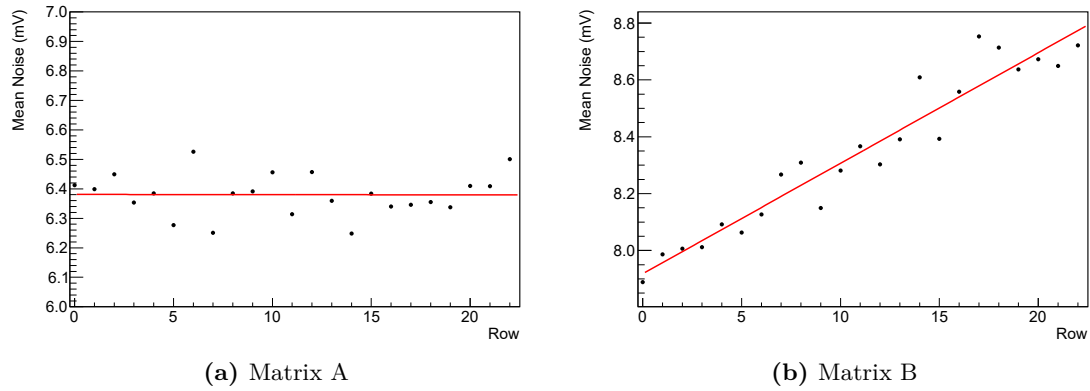 Mean Noise (mV)
7.0
6.9
6.8
6.7
6.6
6.5
6.4
6.3
6.2
6.1
6.0
0 5 10 15 20
Row
(a) Matrix A
Mean Noise (mV)
8.8
8.6
8.4
8.2
8.0
0 5 10 15 20
Row
(b) Matrix B